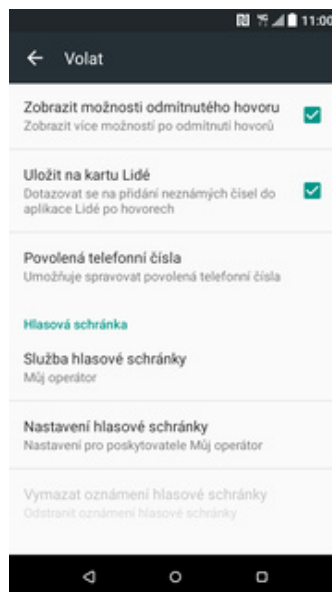 11:00
Volat
Zobrazit možnosti odmítnutého hovoru
Zobrazit více možností po odmítnutí hovorů
Uložit na kartu Lidé
Dotazovat se na přidání neznámých čísel do
aplikace Lidé po hovorech
Povolená telefonní čísla
Umožňuje spravovat povolená telefonní čísla
Hlasová schránka
Služba hlasové schránky
Můj operátor
Nastavení hlasové schránky
Nastavení pro poskytovatele Můj operátor
Vymazat oznámení hlasové schránky
Odstranit oznámení hlasové schránky